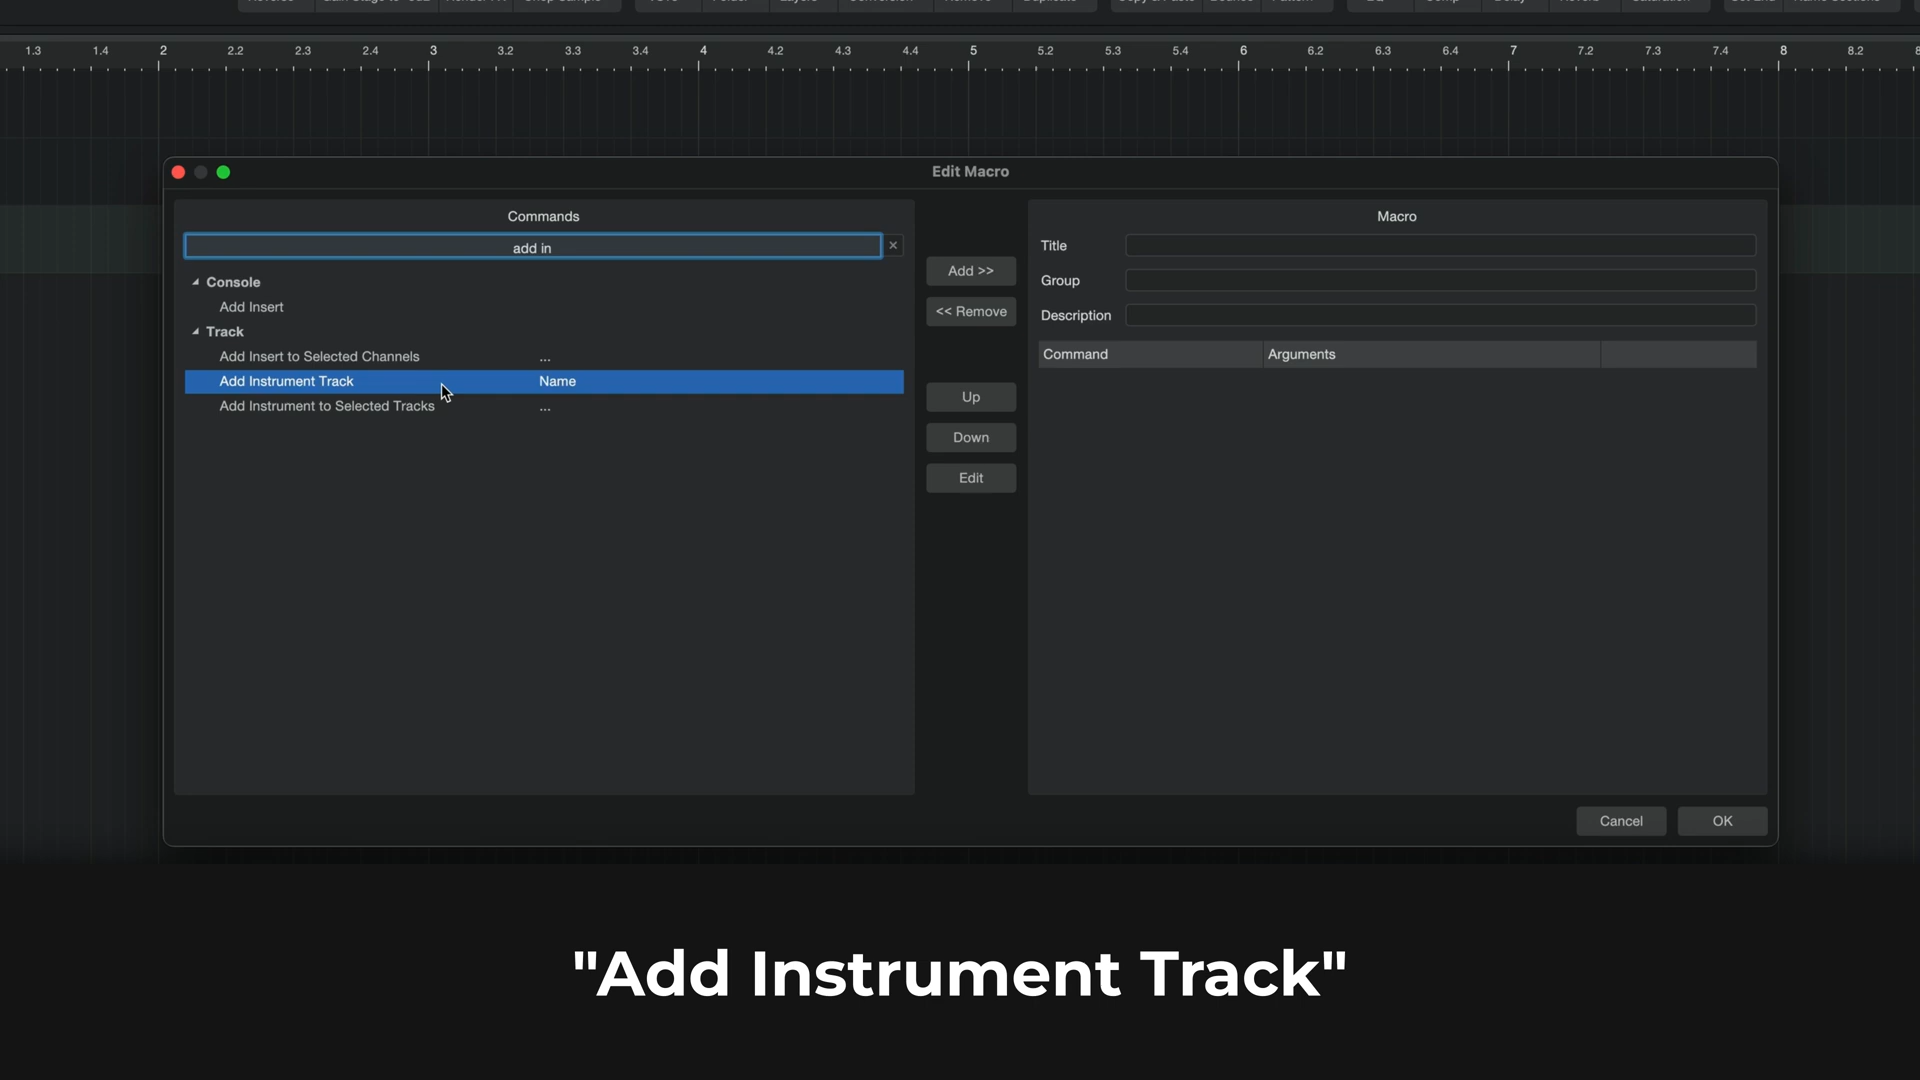 1.3 1.4 2 2.2 2.3 2.4 3 3.2 3.3 3.4 4 4.2 4.3 4.4 5 5.2 5.3 5.4 6 6.2 6.3 6.4 7 7.2 7.3 7.4 8 8.2
Edit Macro
Commands
add in
Console
Add Insert
Track
Add Insert to Selected Channels ...
Add Instrument Track Name
Add Instrument to Selected Tracks ...
Add >>
<< Remove
Up
Down
Edit
Macro
Title
Group
Description
Command Arguments
Cancel OK
"Add Instrument Track"